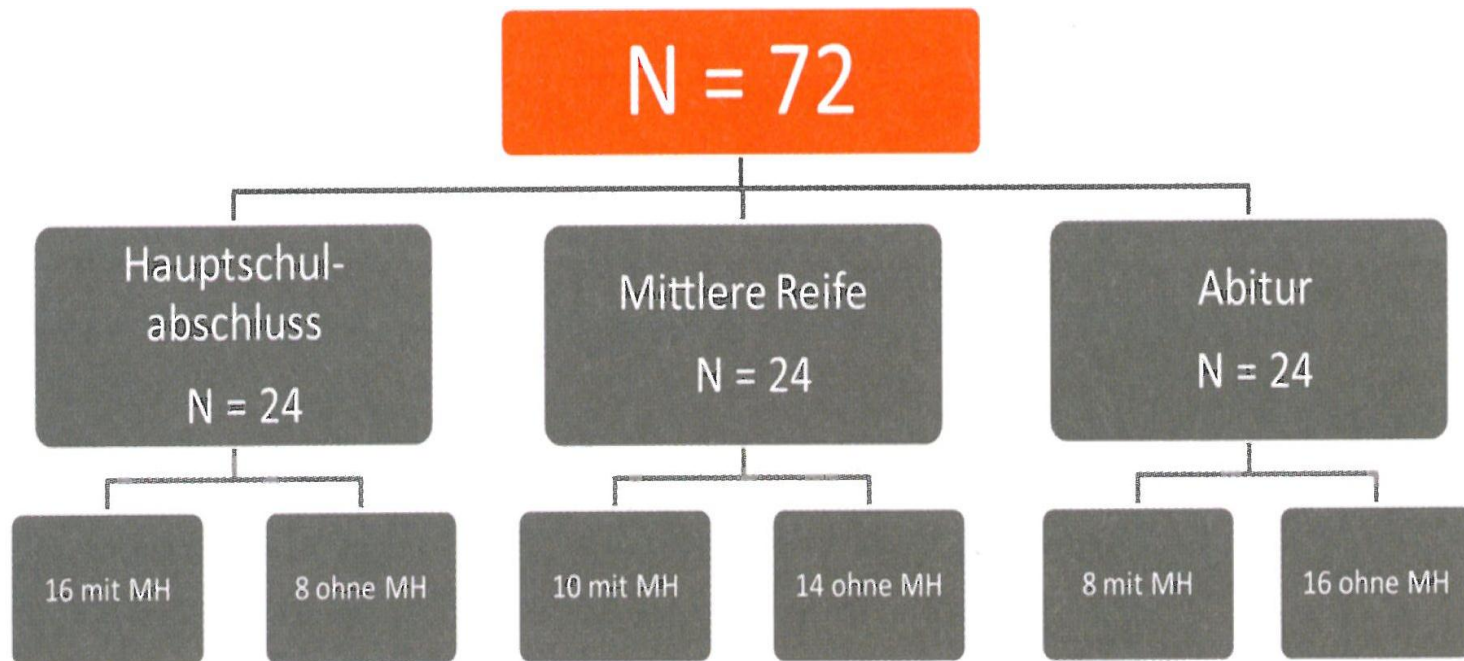 N = 72
Hauptschul-
abschluss
N = 24
Mittlere Reife
N = 24
Abitur
N = 24
16 mit MH
8 ohne MH
10 mit MH
14 ohne MH
8 mit MH
16 ohne MH